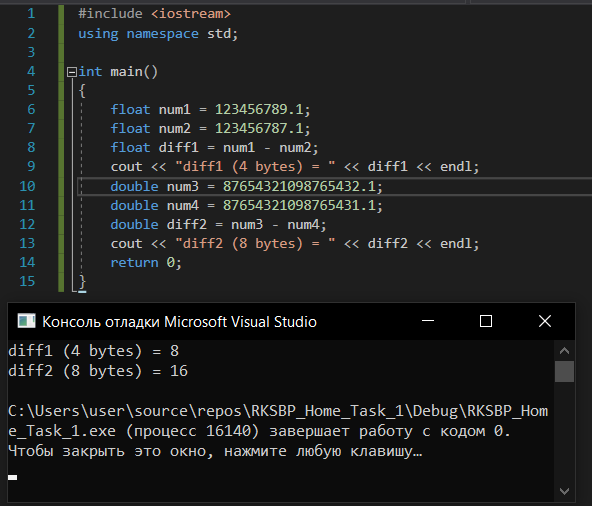 1 #include <iostream>
2 using namespace std;
3
4 int main()
5 {
6 float num1 = 123456789.1;
7 float num2 = 123456787.1;
8 float diff1 = num1 - num2;
9 cout << "diff1 (4 bytes) = " << diff1 << endl;
10 double num3 = 87654321098765432.1;
11 double num4 = 87654321098765431.1;
12 double diff2 = num3 - num4;
13 cout << "diff2 (8 bytes) = " << diff2 << endl;
14 return 0;
15 }
Консоль отладки Microsoft Visual Studio
diff1 (4 bytes) = 8
diff2 (8 bytes) = 16
C:\Users\user\source\repos\RKSBP_Home_Task_1\Debug\RKSBP_Hom
e_Task_1.exe (процесс 16140) завершает работу с кодом 0.
Чтобы закрыть это окно, нажмите любую клавишу…